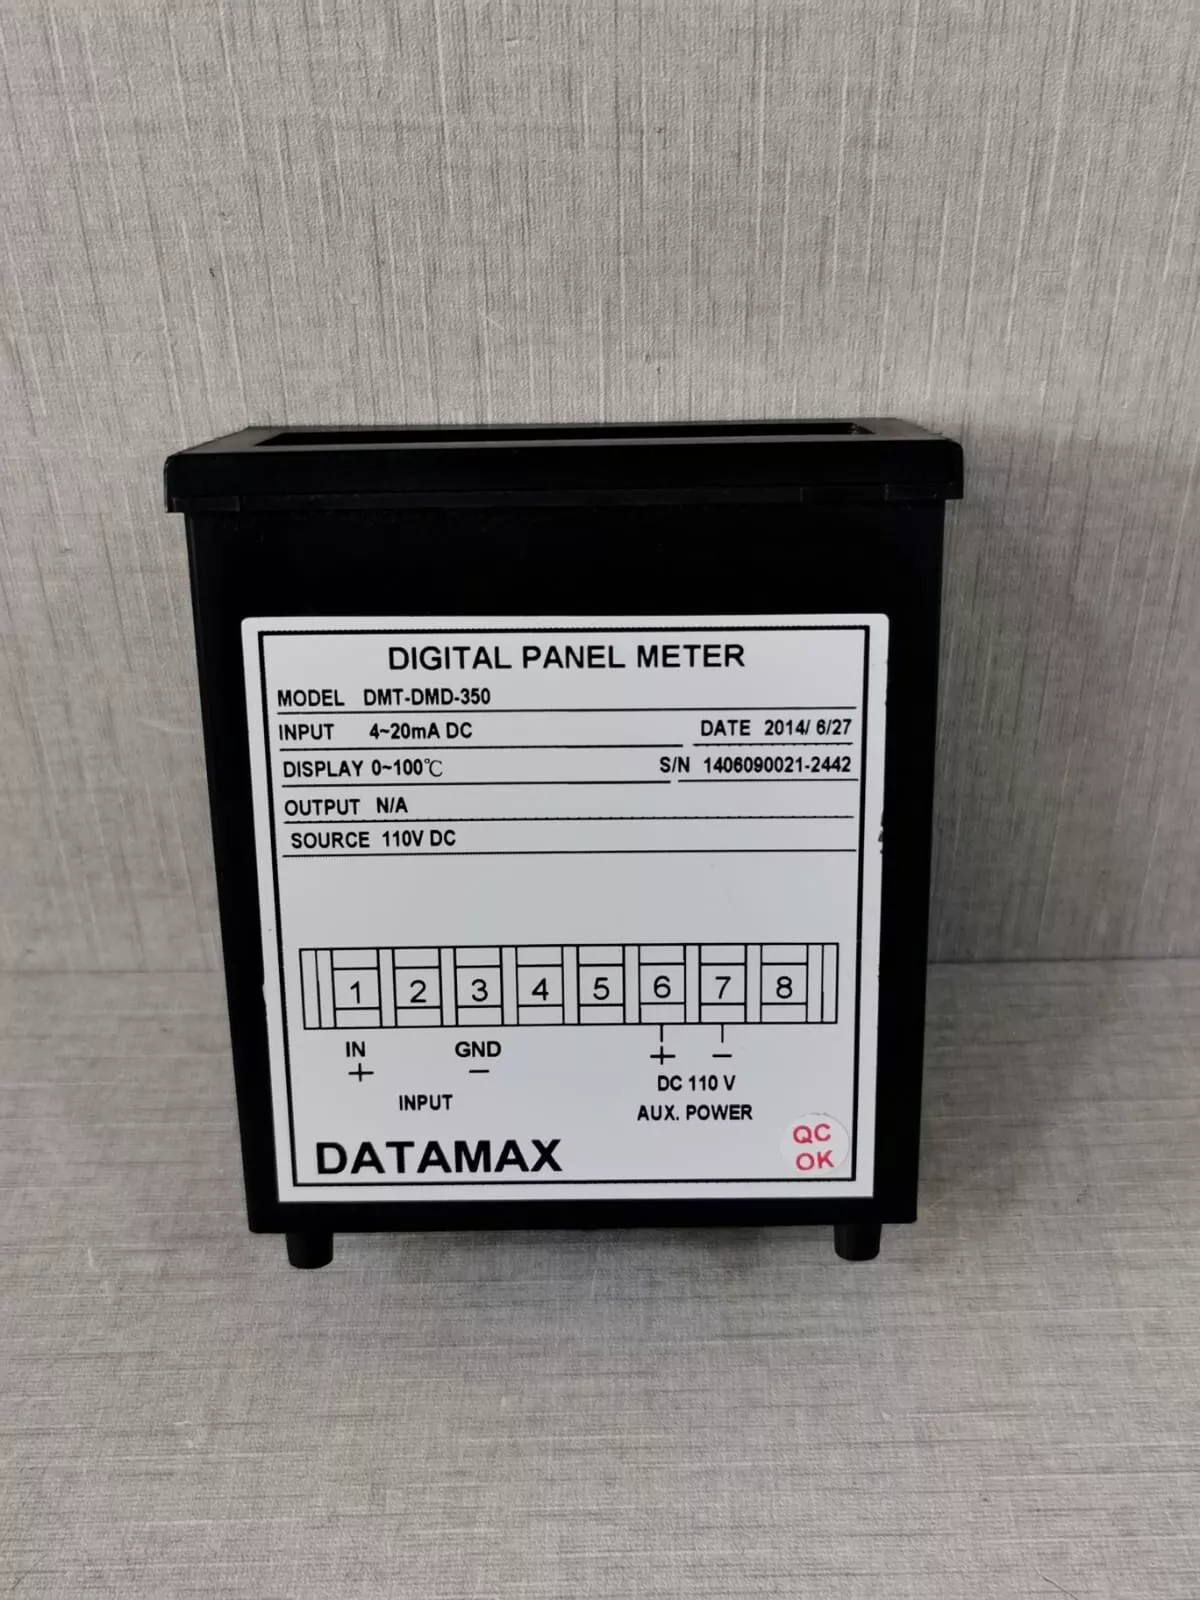 DIGITAL PANEL METER
MODEL DMT-DMD-350
INPUT 4~20mA DC DATE 2014/ 6/27
DISPLAY 0~100℃ S/N 1406090021-2442
OUTPUT N/A
SOURCE 110V DC
1 2 3 4 5 6 7 8
IN GND + −
+ − DC 110 V
INPUT AUX. POWER
DATAMAX
QC
OK